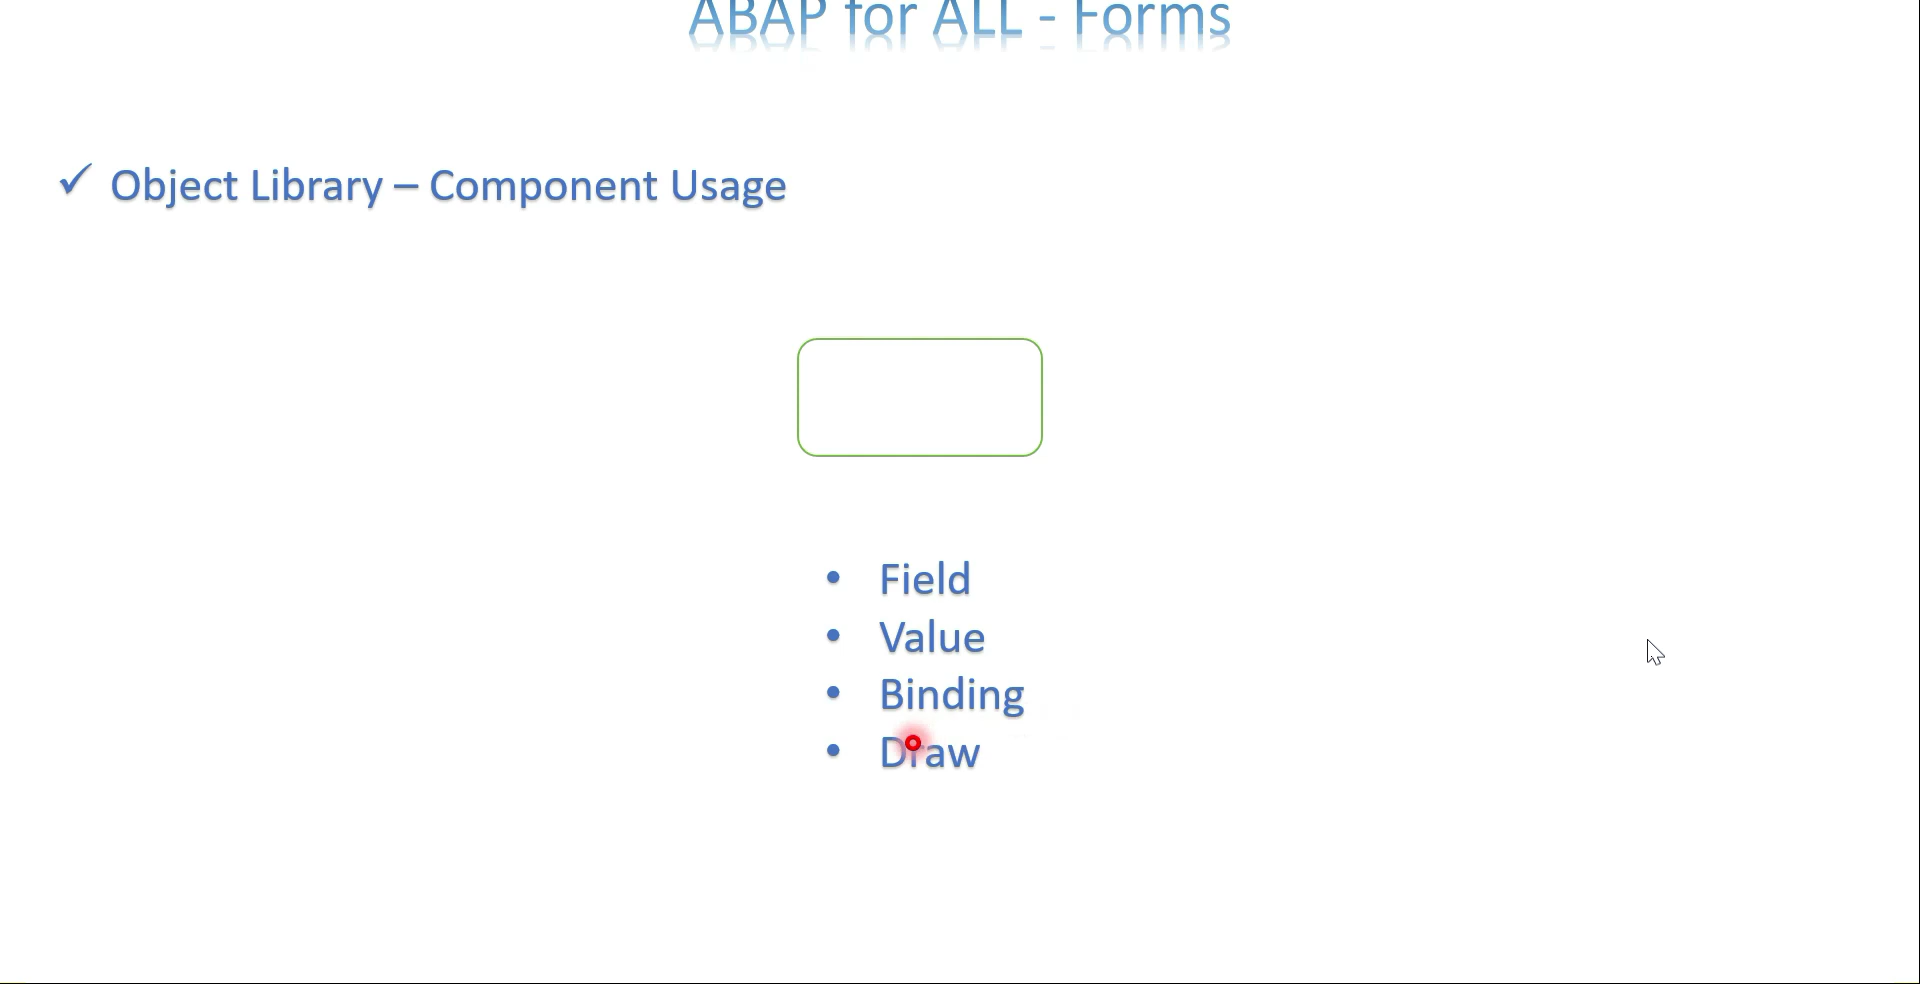 ABAP for ALL - Forms
✓ Object Library – Component Usage
• Field
• Value
• Binding
• Draw